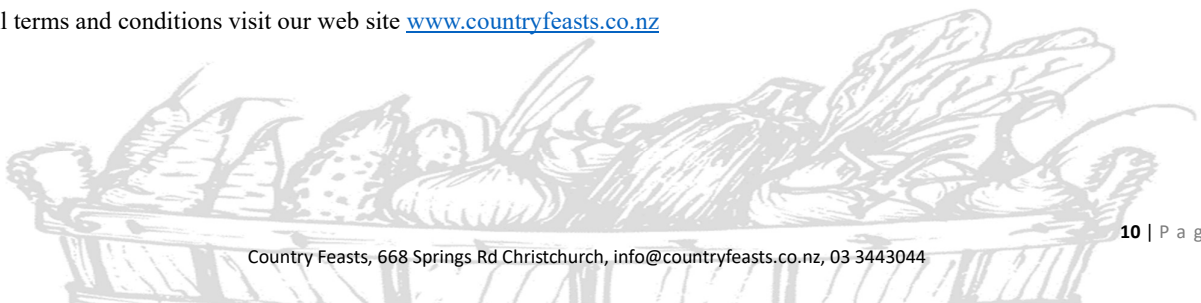 l terms and conditions visit our web site www.countryfeasts.co.nz
10 | P a g
Country Feasts, 668 Springs Rd Christchurch, info@countryfeasts.co.nz, 03 3443044